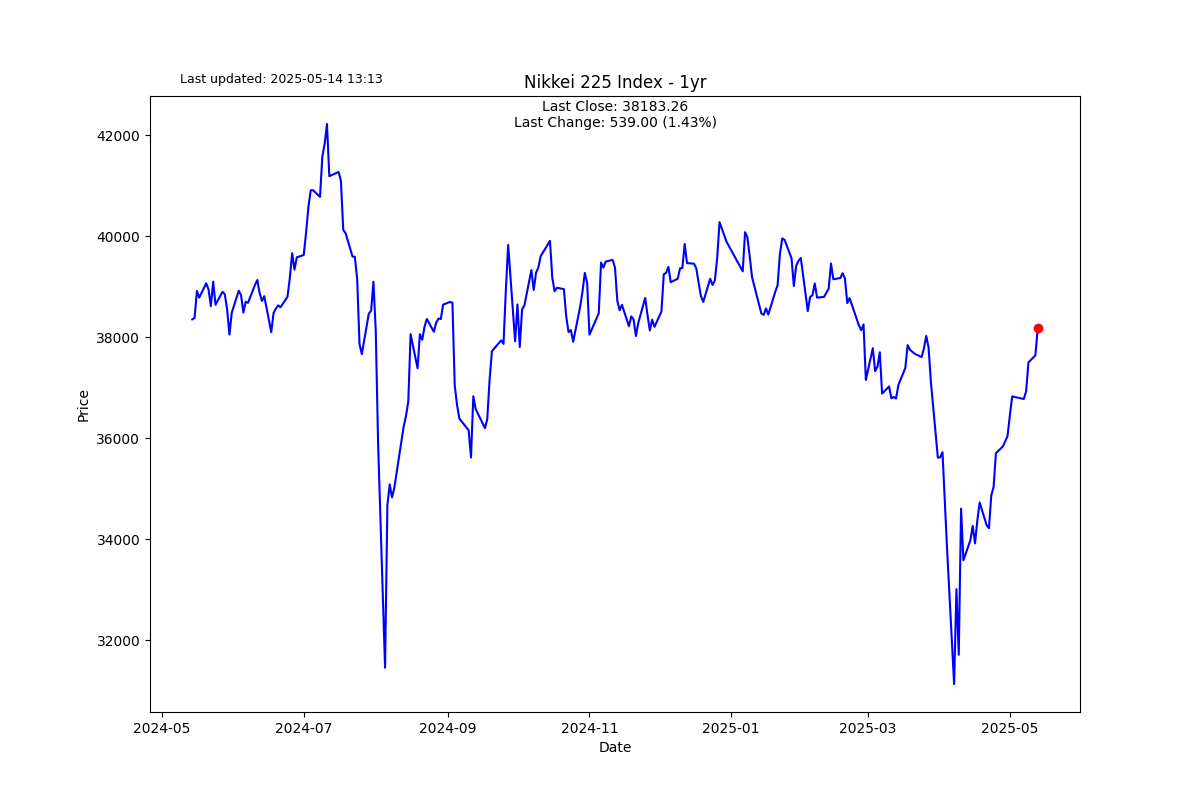 Last updated: 2025-05-14 13:13
Nikkei 225 Index - 1yr
Last Close: 38183.26
Last Change: 539.00 (1.43%)
42000
40000
38000
36000
34000
32000
Price
2024-05 2024-07 2024-09 2024-11 2025-01 2025-03 2025-05
Date